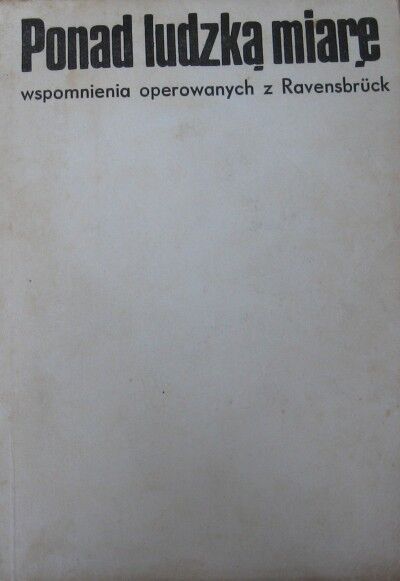 Ponad ludzką miarę
wspomnienia operowanych z Ravensbrück